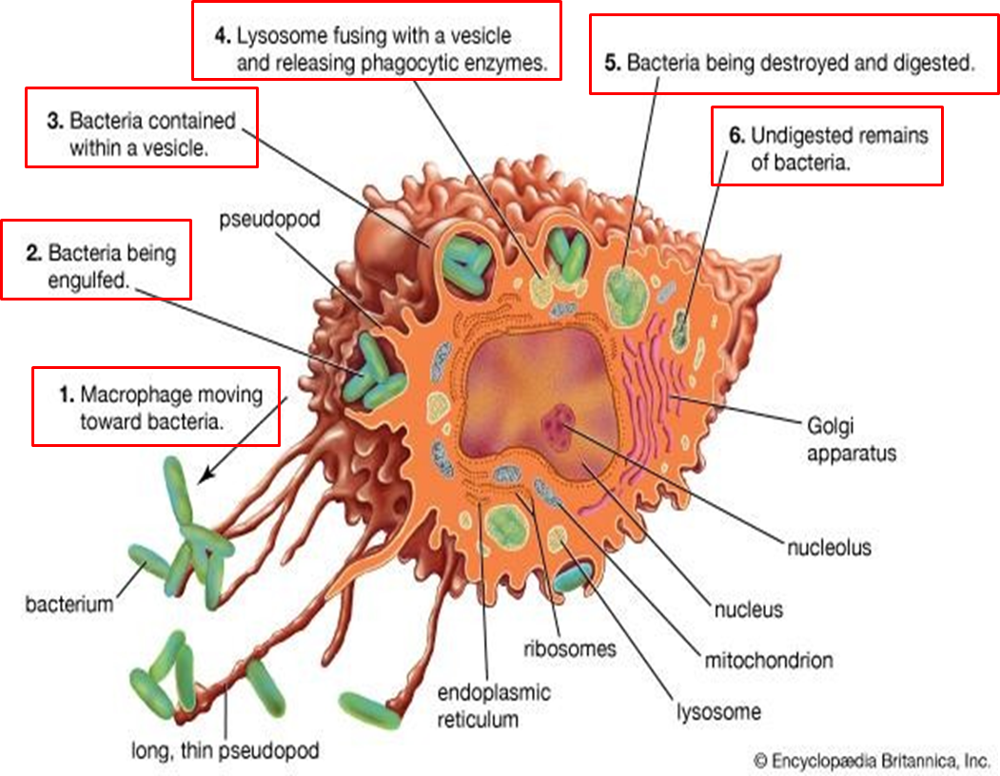 4. Lysosome fusing with a vesicle
and releasing phagocytic enzymes.
5. Bacteria being destroyed and digested.
3. Bacteria contained
within a vesicle.
6. Undigested remains
of bacteria.
pseudopod
2. Bacteria being
engulfed.
1. Macrophage moving
toward bacteria.
Golgi
apparatus
nucleolus
bacterium
nucleus
ribosomes
mitochondrion
endoplasmic
reticulum
lysosome
long, thin pseudopod
© Encyclopædia Britannica, Inc.